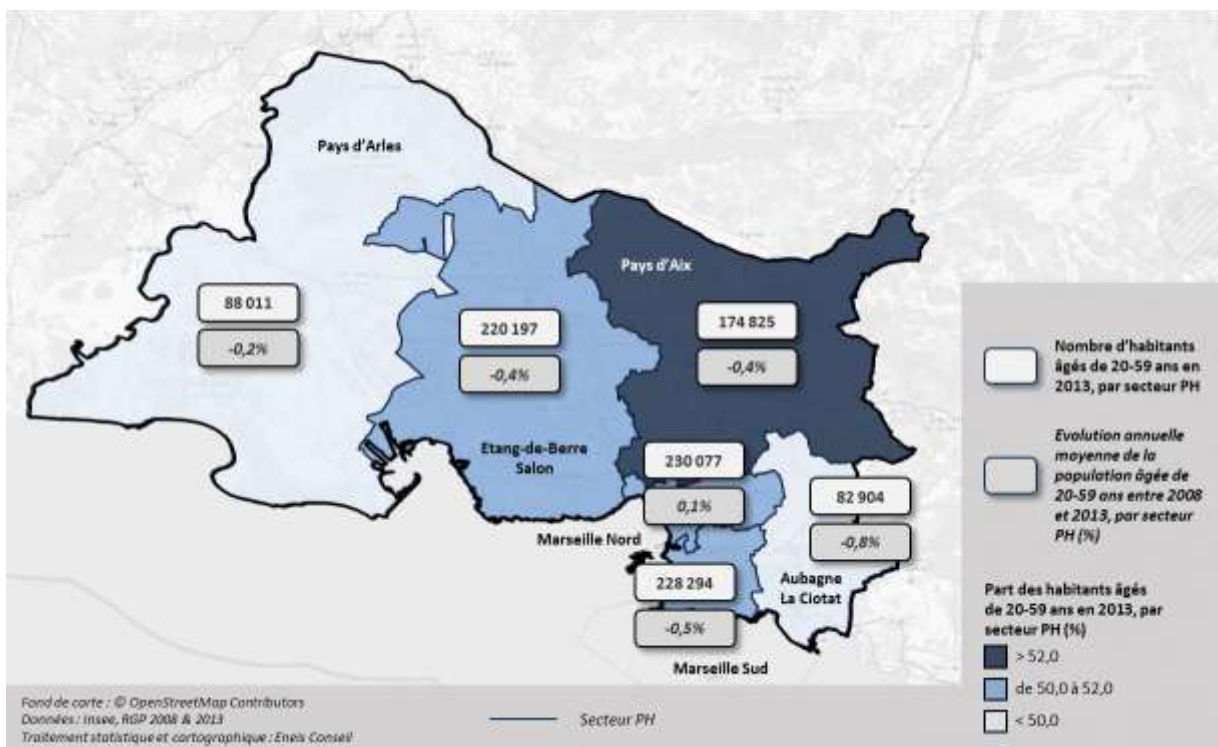 Pays d'Arles
Pays d'Aix
88 011
-0,2%
220 197
-0,4%
174 825
-0,4%
Etang-de-Berre
Salon
230 077
0,1%
82 904
-0,8%
Marseille Nord
228 294
-0,5%
Aubagne
La Ciotat
Marseille Sud
Nombre d'habitants
âgés de 20-59 ans en
2013, par secteur PH
Evolution annuelle
moyenne de la
population âgée de
20-59 ans entre 2008
et 2013, par secteur
PH (%)
Part des habitants âgés
de 20-59 ans en 2013, par
secteur PH (%)
> 52,0
de 50,0 à 52,0
< 50,0
Fond de carte : © OpenStreetMap Contributors
Données : Insee, RGP 2008 & 2013
Traitement statistique et cartographique : Eneis Conseil
Secteur PH